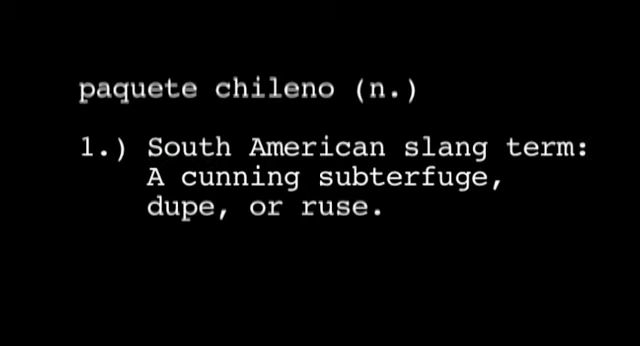 paquete chileno (n.)
1.) South American slang term:
A cunning subterfuge,
dupe, or ruse.